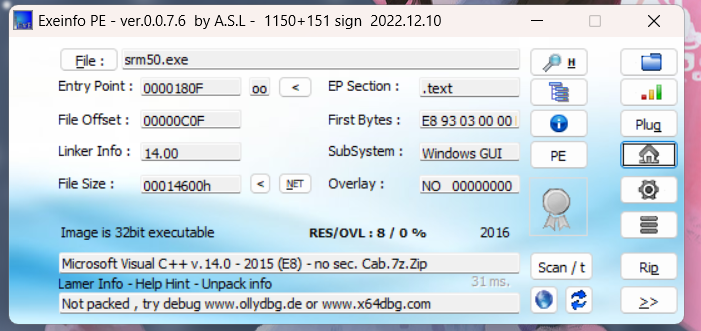 Exeinfo PE - ver.0.0.7.6 by A.S.L - 1150+151 sign 2022.12.10
File : srm50.exe H
Entry Point : 0000180F oo < EP Section : .text
File Offset : 00000C0F First Bytes : E8 93 03 00 00 Plug
Linker Info : 14.00 SubSystem : Windows GUI PE
File Size : 00014600h < NET Overlay : NO 00000000
Image is 32bit executable RES/OVL : 8 / 0 % 2016
Microsoft Visual C++ v.14.0 - 2015 (E8) - no sec. Cab.7z.Zip Scan / t Rip
Lamer Info - Help Hint - Unpack info 31 ms.
Not packed , try debug www.ollydbg.de or www.x64dbg.com >>